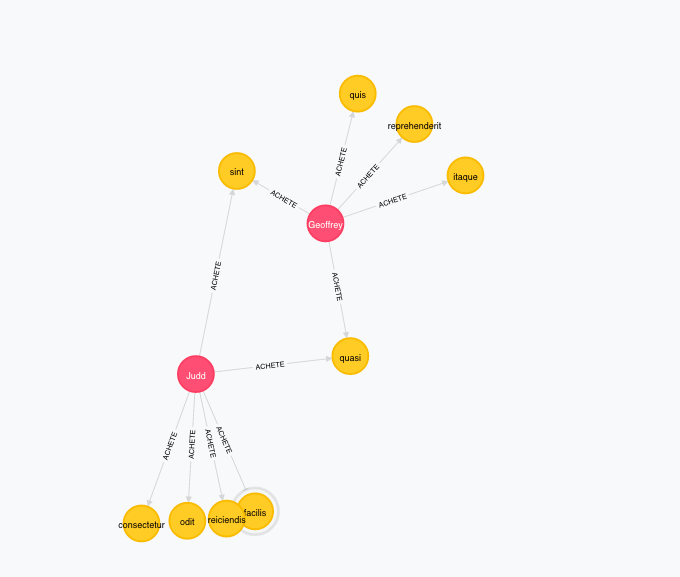 quis
reprehenderit
ACHETE
ACHETE
sint
itaque
ACHETE
ACHETE
Geoffrey
ACHETE
ACHETE
quasi
ACHETE
Judd
ACHETE
ACHETE
ACHETE
ACHETE
consectetur
odit
reiciendis
facilis